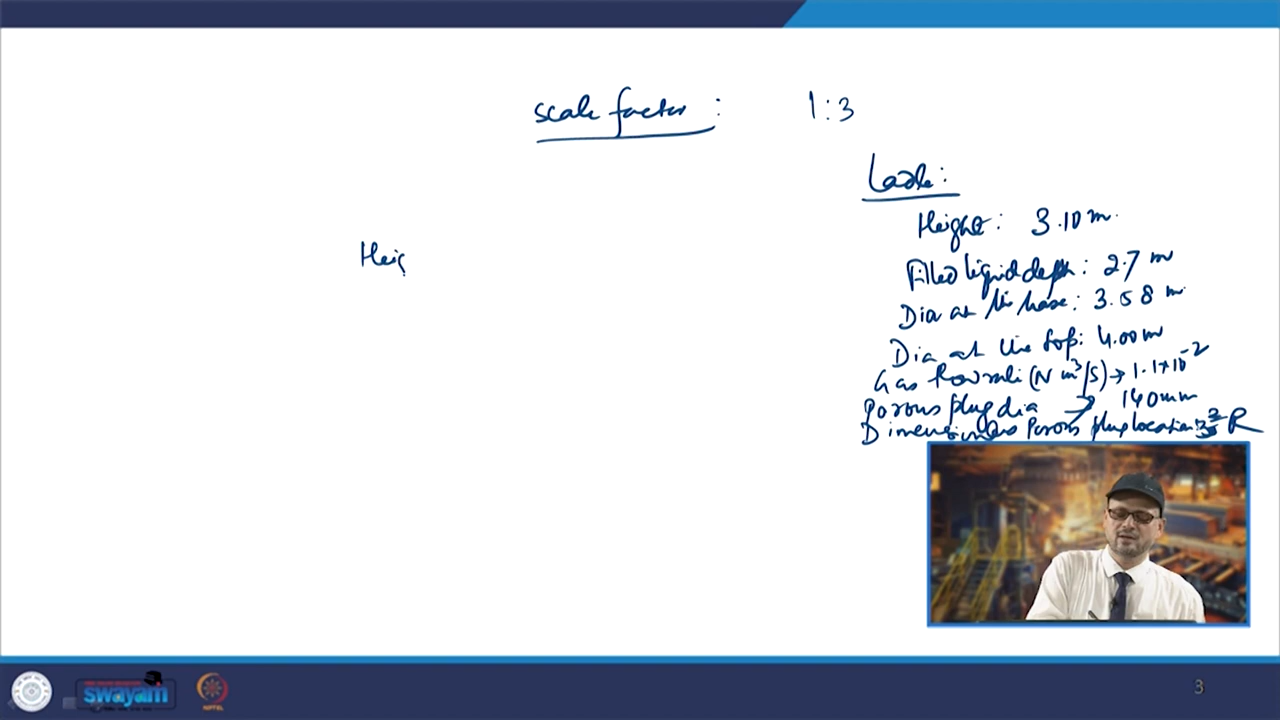 scale factor : 1:3
Ladle:
Height: 3.10 m.
Filled liquid depth: 2.7 m
Dia at the base: 3.58 m.
Dia at the top: 4.00 m
Gas flow rate (N m³/s) → 1.1×10⁻²
Porous plug dia → 140 mm
Dimensionless Porous plug location: R
Heig
swayam
3